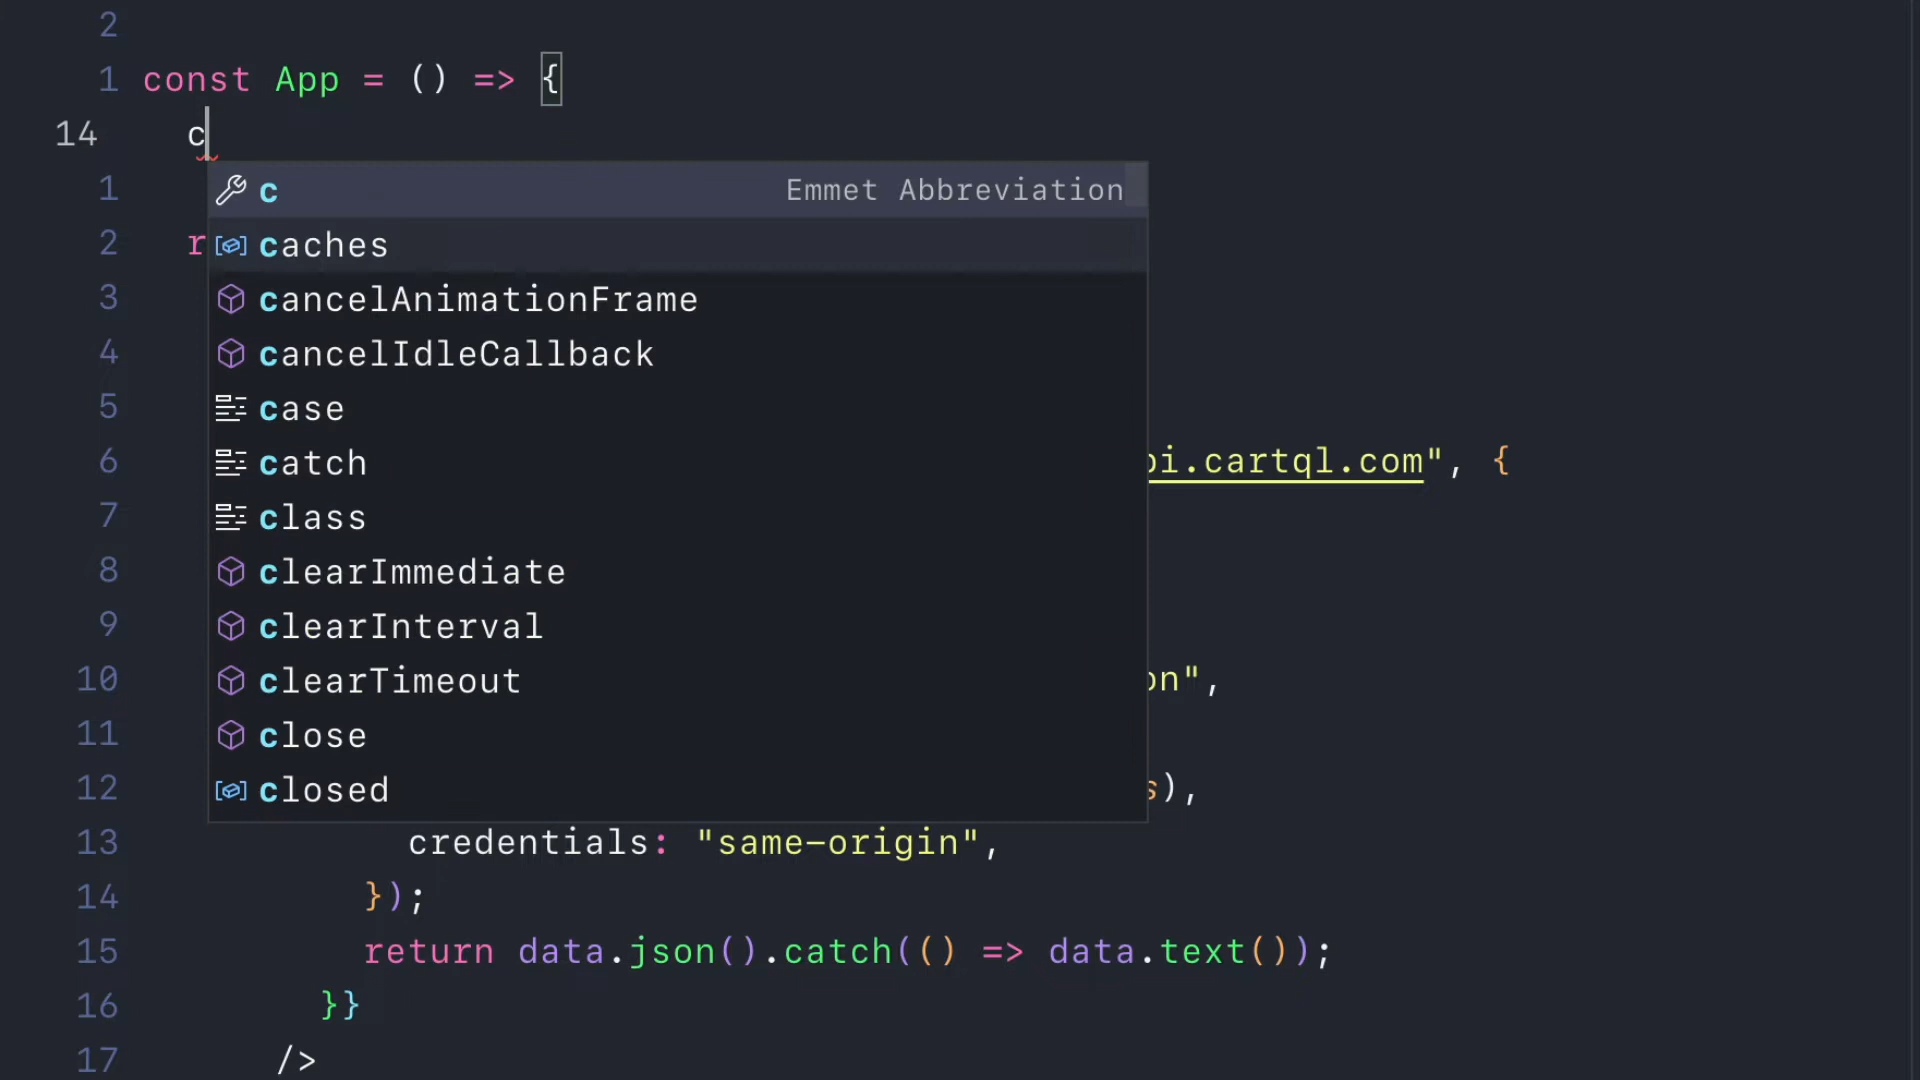 2
1 const App = () => {
14 c
c Emmet Abbreviation
1
2 r
caches
3 cancelAnimationFrame
4 cancelIdleCallback
5 case
6 catch pi.cartql.com", {
7 class
8 clearImmediate
9 clearInterval
10 clearTimeout on",
11 close
12 closed s),
13 credentials: "same-origin",
14 });
15 return data.json().catch(() => data.text());
16 }}
17 />